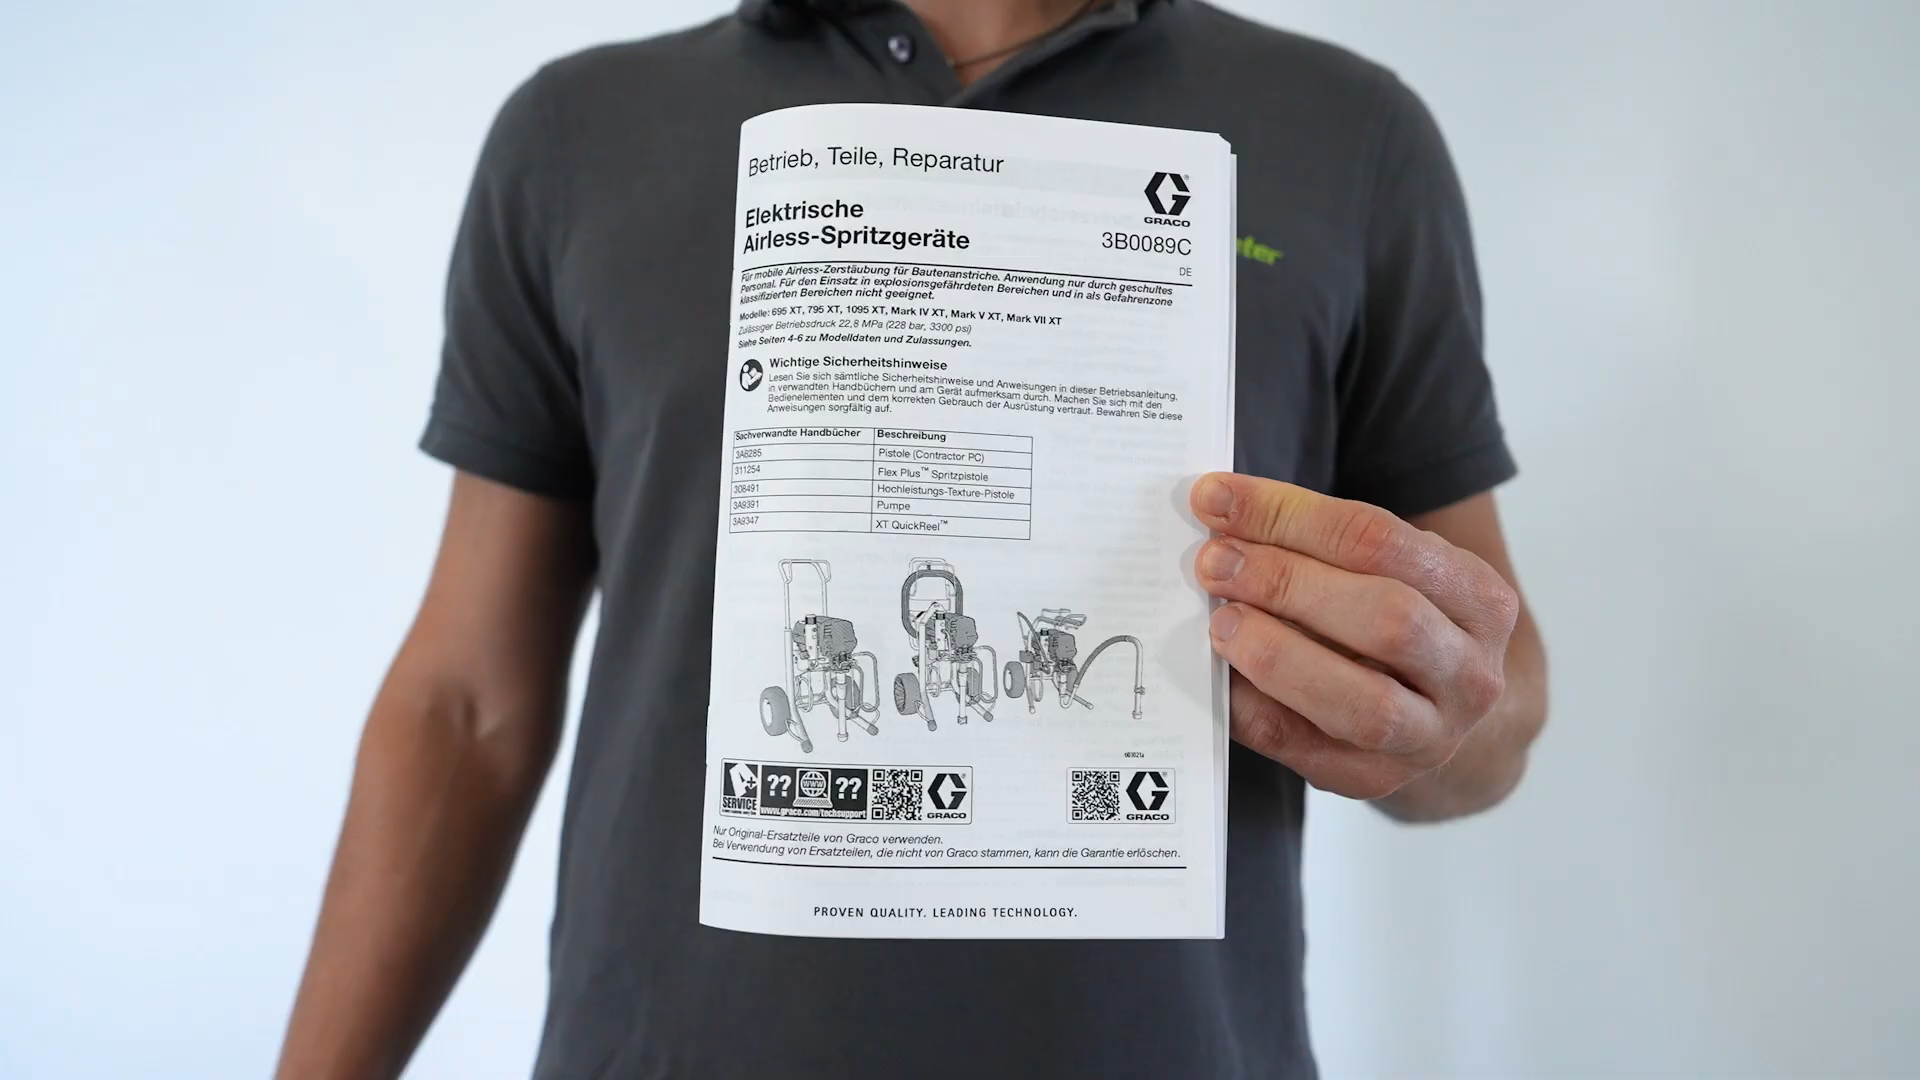 Betrieb, Teile, Reparatur
Elektrische
Airless-Spritzgeräte
GRACO
3B0089C
DE
Für mobile Airless-Zerstäubung für Bautenanstriche. Anwendung nur durch geschultes
Personal. Für den Einsatz in explosionsgefährdeten Bereichen und in als Gefahrenzone
klassifizierten Bereichen nicht geeignet.
Modelle: 695 XT, 795 XT, 1095 XT, Mark IV XT, Mark V XT, Mark VII XT
Zulässiger Betriebsdruck 22,8 MPa (228 bar, 3300 psi)
Siehe Seiten 4-6 zu Modelldaten und Zulassungen.
Wichtige Sicherheitshinweise
Lesen Sie sich sämtliche Sicherheitshinweise und Anweisungen in dieser Betriebsanleitung,
in verwandten Handbüchern und am Gerät aufmerksam durch. Machen Sie sich mit den
Bedienelementen und dem korrekten Gebrauch der Ausrüstung vertraut. Bewahren Sie diese
Anweisungen sorgfältig auf.
Sachverwandte Handbücher Beschreibung
3A6285 Pistole (Contractor PC)
311254 Flex Plus™ Spritzpistole
308491 Hochleistungs-Texture-Pistole
3A9391 Pumpe
3A9347 XT QuickReel™
SERVICE ?? WWW ??
www.graco.com/techsupport
GRACO
GRACO
Nur Original-Ersatzteile von Graco verwenden.
Bei Verwendung von Ersatzteilen, die nicht von Graco stammen, kann die Garantie erlöschen.
PROVEN QUALITY. LEADING TECHNOLOGY.